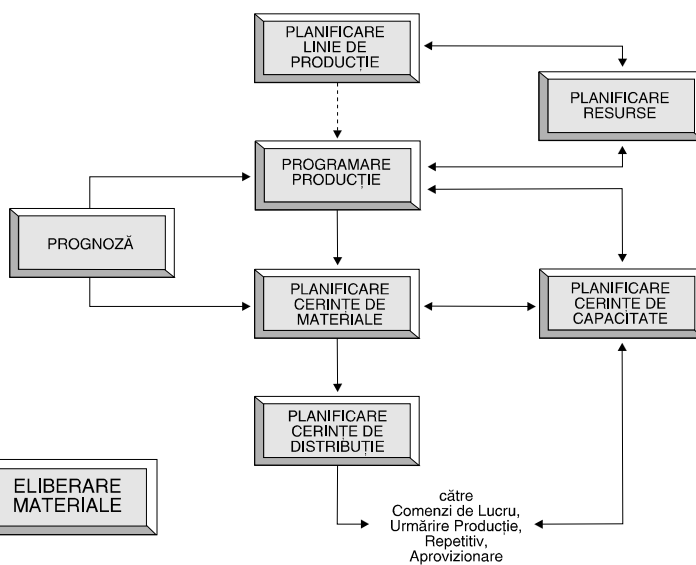 PLANIFICARE
LINIE DE
PRODUCȚIE
PLANIFICARE
RESURSE
PROGRAMARE
PRODUCȚIE
PROGNOZĂ
PLANIFICARE
CERINȚE DE
MATERIALE
PLANIFICARE
CERINȚE DE
CAPACITATE
PLANIFICARE
CERINȚE DE
DISTRIBUȚIE
ELIBERARE
MATERIALE
către
Comenzi de Lucru,
Urmărire Producție,
Repetitiv,
Aprovizionare